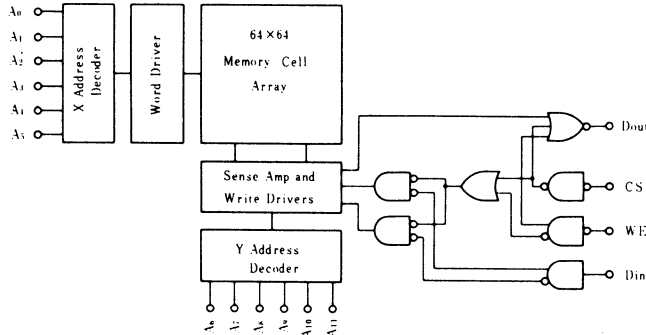 A0
A1
A2
A3
A4
A5
X Address
Decoder
Word Driver
64×64
Memory Cell
Array
Sense Amp and
Write Drivers
Y Address
Decoder
A6
A7
A8
A9
A10
A11
Dout
CS
WE
Din